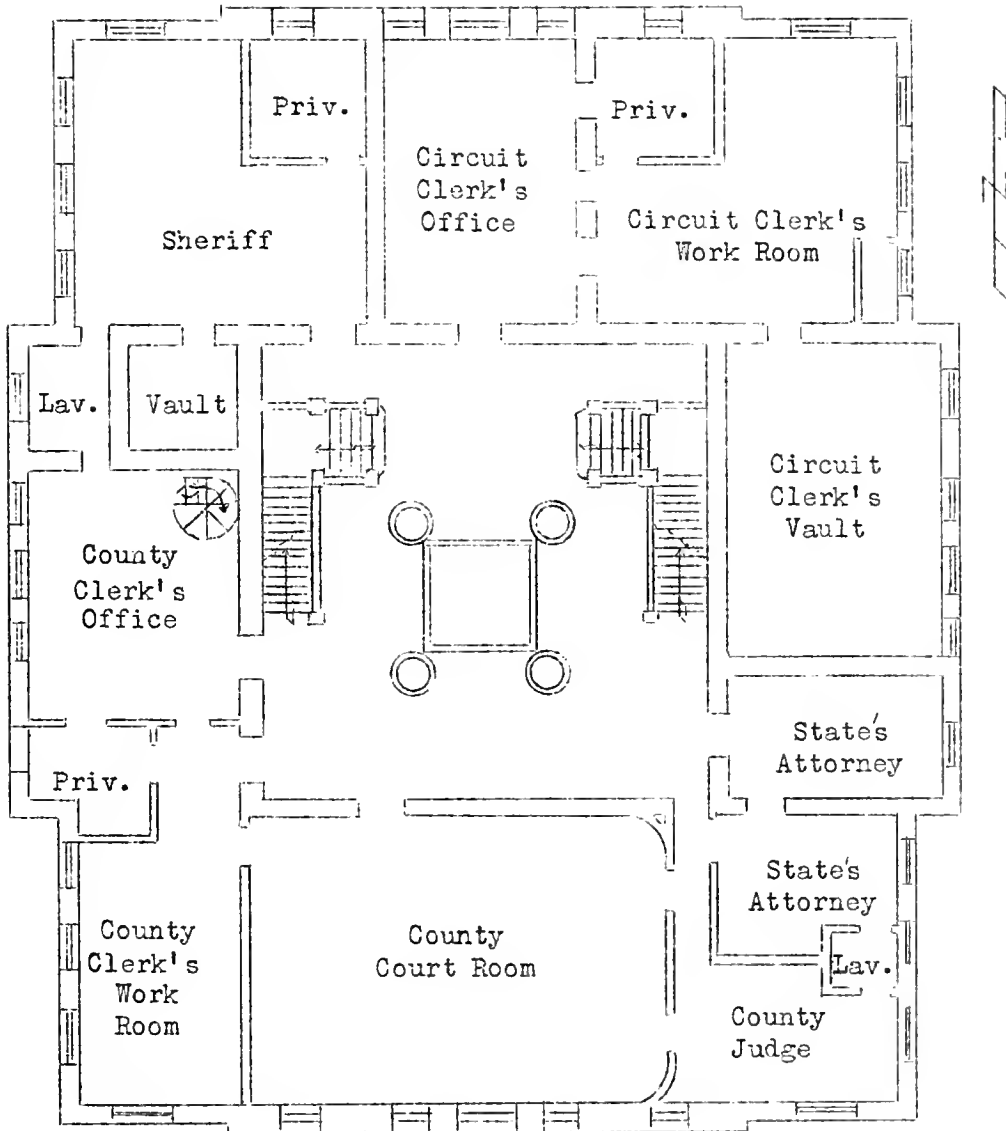 Priv.
Priv.
Circuit
Clerk's
Office
Sheriff
Circuit Clerk's
Work Room
Lav.
Vault
Circuit
Clerk's
Vault
County
Clerk's
Office
State's
Attorney
Priv.
State's
Attorney
County
Clerk's
Work
Room
County
Court Room
Lav.
County
Judge